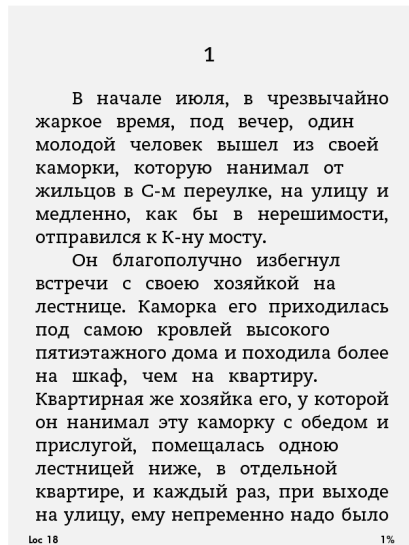 1
В начале июля, в чрезвычайно
жаркое время, под вечер, один
молодой человек вышел из своей
каморки, которую нанимал от
жильцов в С-м переулке, на улицу и
медленно, как бы в нерешимости,
отправился к К-ну мосту.
Он благополучно избегнул
встречи с своею хозяйкой на
лестнице. Каморка его приходилась
под самою кровлей высокого
пятиэтажного дома и походила более
на шкаф, чем на квартиру.
Квартирная же хозяйка его, у которой
он нанимал эту каморку с обедом и
прислугой, помещалась одною
лестницей ниже, в отдельной
квартире, и каждый раз, при выходе
на улицу, ему непременно надо было
Loc 18 1%